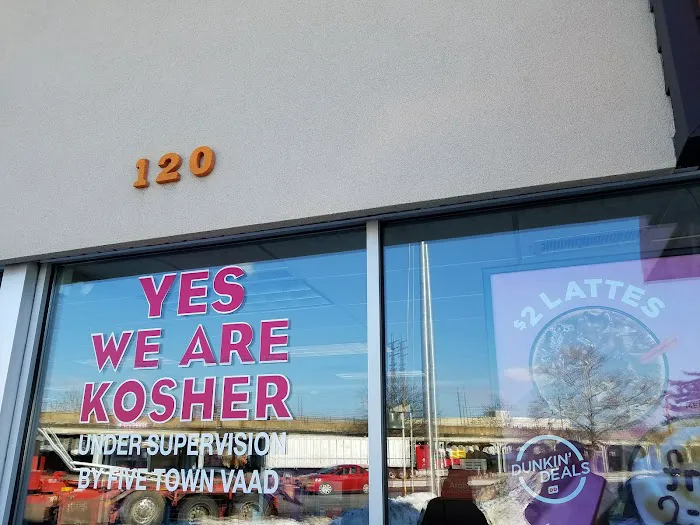 120
YES
WE ARE
KOSHER
UNDER SUPERVISION
BY FIVE TOWN VAAD
$2 LATTES
DUNKIN'
DEALS